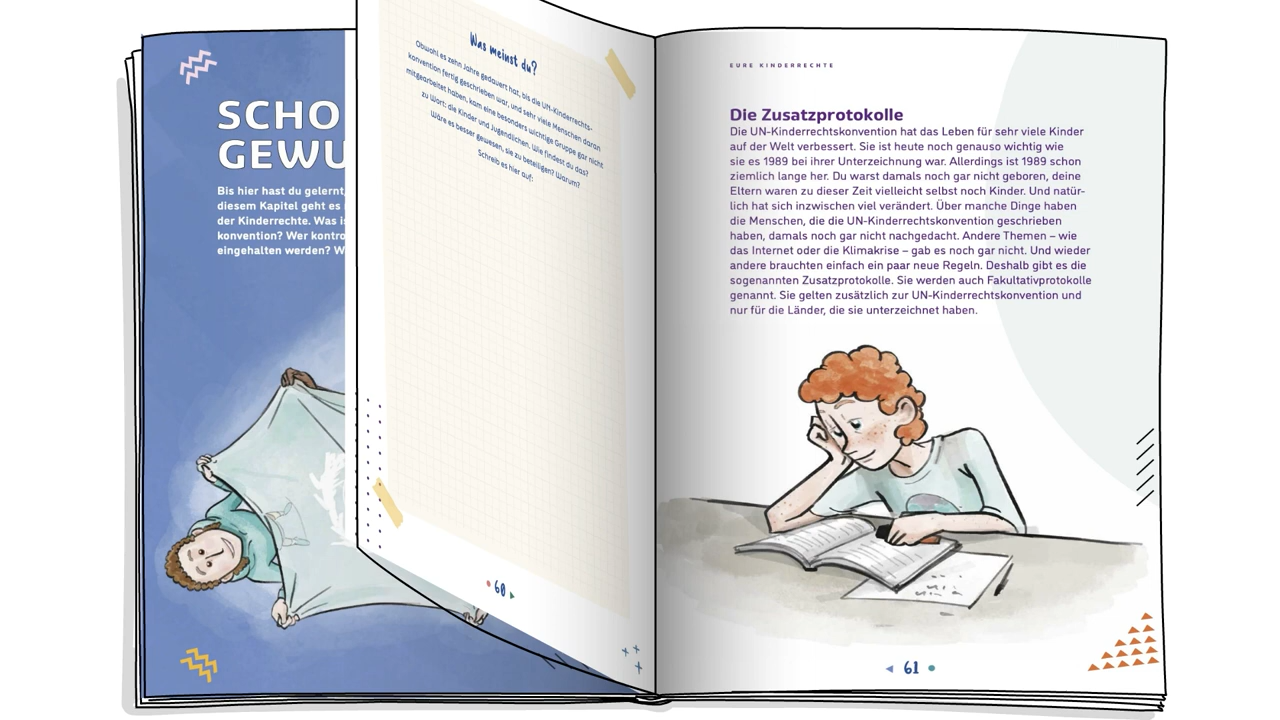 SCHO
GEWU
Bis hier hast du gelernt,
diesem Kapitel geht es
der Kinderrechte. Was is
konvention? Wer kontro
eingehalten werden? W
Was meinst du?
Obwohl es zehn Jahre gedauert hat, bis die UN-Kinderrechts-
konvention fertig geschrieben war, und sehr viele Menschen daran
mitgearbeitet haben, kam eine besonders wichtige Gruppe gar nicht
zu Wort: die Kinder und Jugendlichen. Wie findest du das?
Wäre es besser gewesen, sie zu beteiligen? Warum?
Schreib es hier auf:
60
EURE KINDERRECHTE
Die Zusatzprotokolle
Die UN-Kinderrechtskonvention hat das Leben für sehr viele Kinder
auf der Welt verbessert. Sie ist heute noch genauso wichtig wie
sie es 1989 bei ihrer Unterzeichnung war. Allerdings ist 1989 schon
ziemlich lange her. Du warst damals noch gar nicht geboren, deine
Eltern waren zu dieser Zeit vielleicht selbst noch Kinder. Und natür-
lich hat sich inzwischen viel verändert. Über manche Dinge haben
die Menschen, die die UN-Kinderrechtskonvention geschrieben
haben, damals noch gar nicht nachgedacht. Andere Themen – wie
das Internet oder die Klimakrise – gab es noch gar nicht. Und wieder
andere brauchten einfach ein paar neue Regeln. Deshalb gibt es die
sogenannten Zusatzprotokolle. Sie werden auch Fakultativprotokolle
genannt. Sie gelten zusätzlich zur UN-Kinderrechtskonvention und
nur für die Länder, die sie unterzeichnet haben.
61